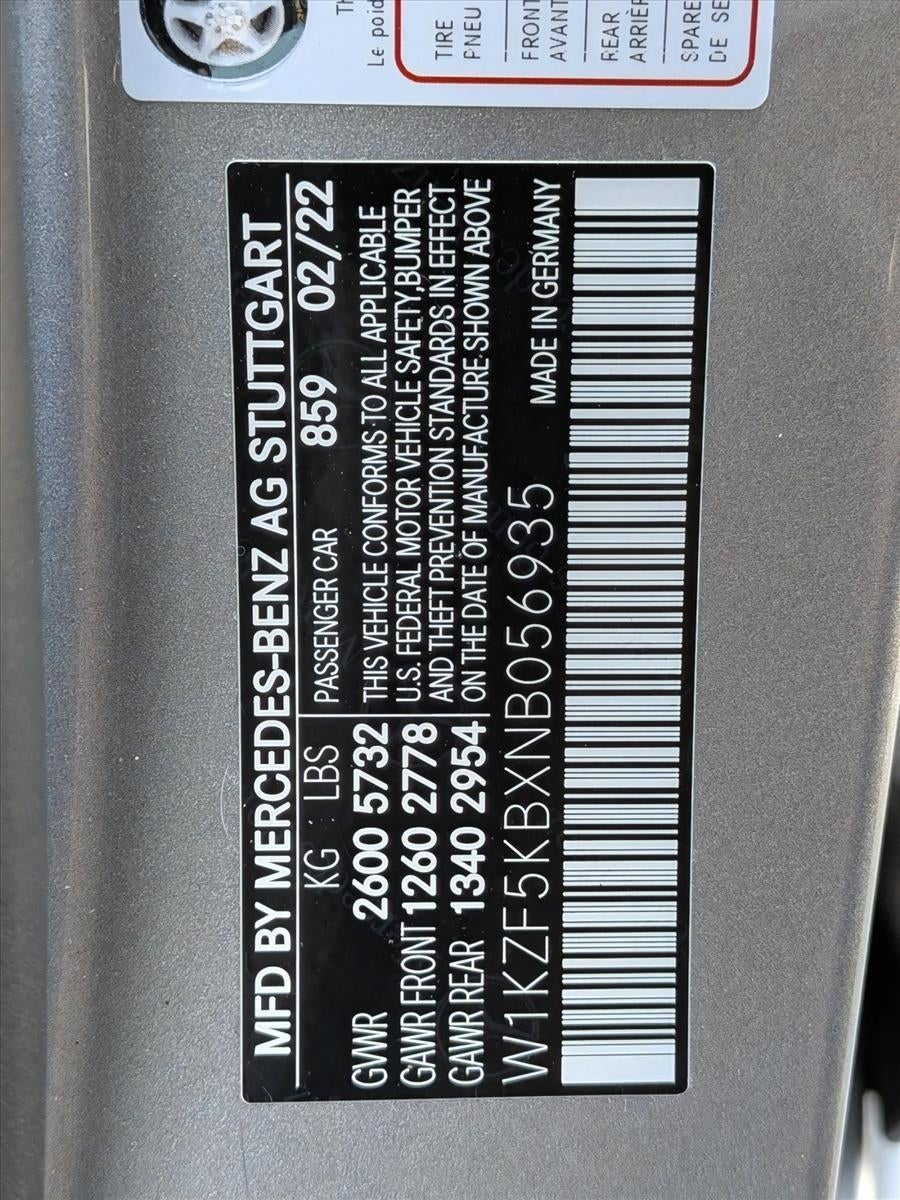 TH
Le poid
TIRE
PNEU
FRONT
AVANT
REAR
ARRIÈR
SPARE
DE SE
MFD BY MERCEDES-BENZ AG STUTTGART
KG LBS PASSENGER CAR 859 02/22
GVWR 2600 5732 THIS VEHICLE CONFORMS TO ALL APPLICABLE
GAWR FRONT 1260 2778 U.S. FEDERAL MOTOR VEHICLE SAFETY,BUMPER
AND THEFT PREVENTION STANDARDS IN EFFECT
GAWR REAR 1340 2954 ON THE DATE OF MANUFACTURE SHOWN ABOVE
W1KZF5KBXNB056935 MADE IN GERMANY